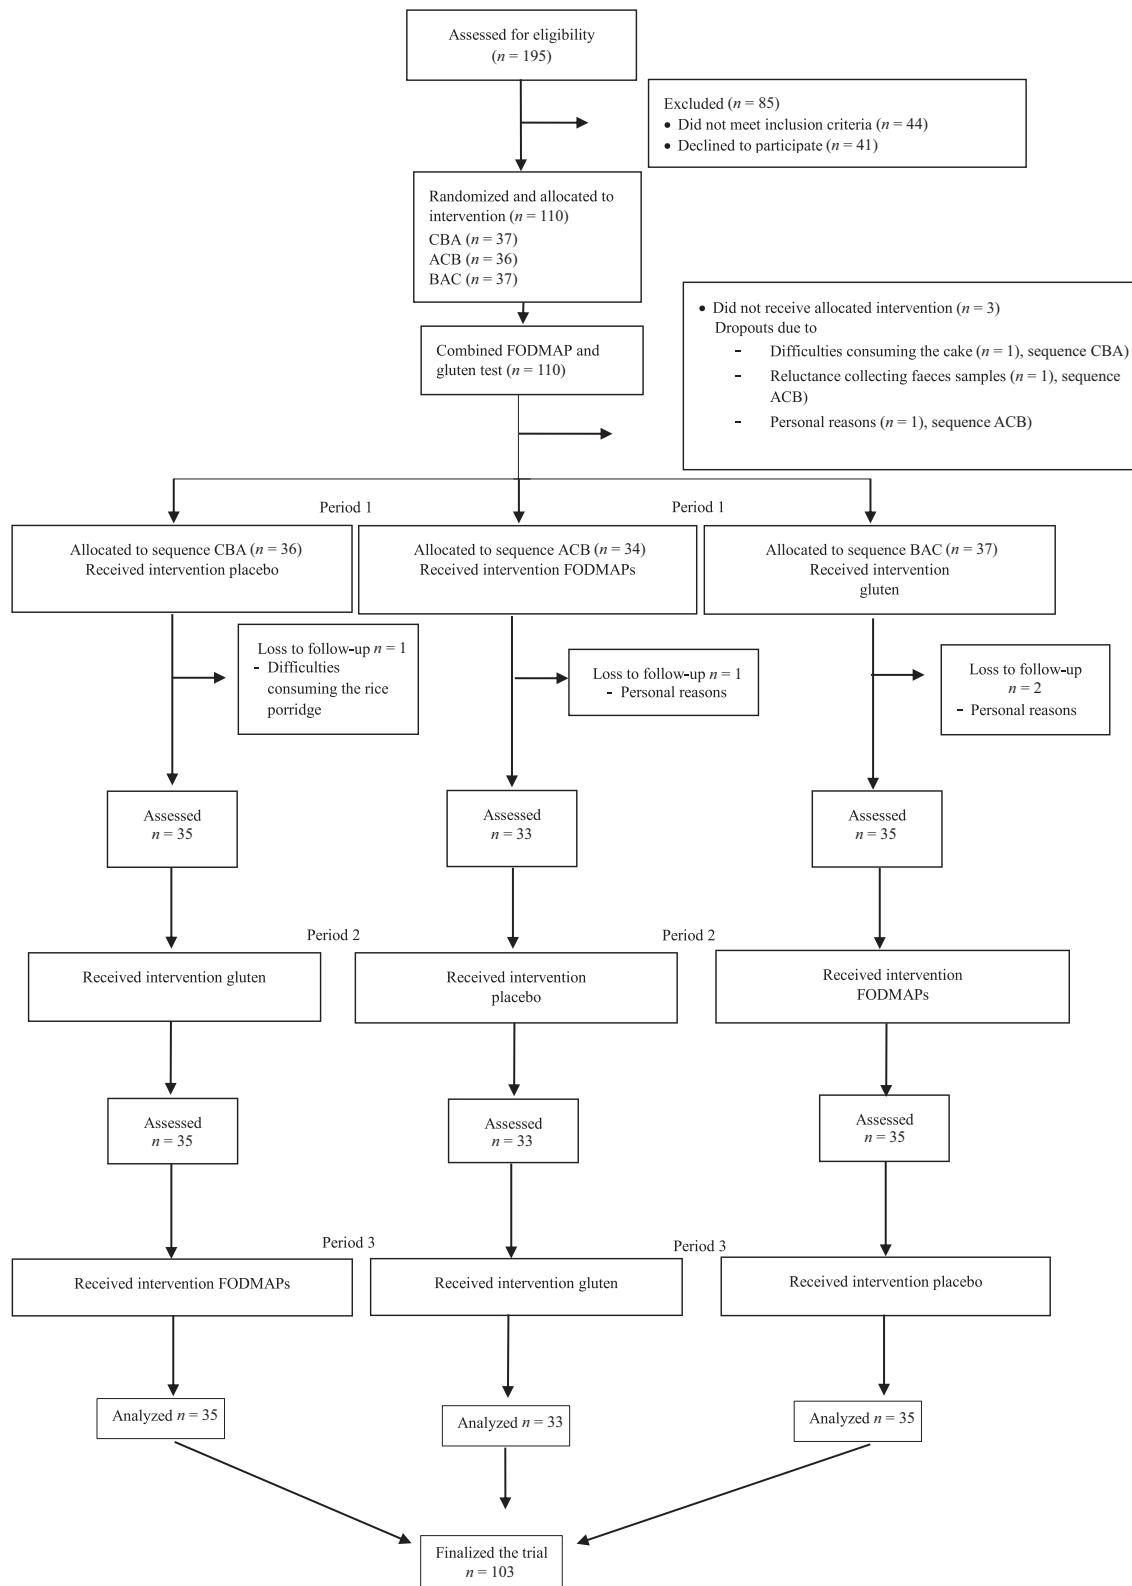 Assessed for eligibility
(n = 195)
Excluded (n = 85)
• Did not meet inclusion criteria (n = 44)
• Declined to participate (n = 41)
Randomized and allocated to
intervention (n = 110)
CBA (n = 37)
ACB (n = 36)
BAC (n = 37)
• Did not receive allocated intervention (n = 3)
Dropouts due to
- Difficulties consuming the cake (n = 1), sequence CBA)
- Reluctance collecting faeces samples (n = 1), sequence
ACB)
- Personal reasons (n = 1), sequence ACB)
Combined FODMAP and
gluten test (n = 110)
Period 1
Period 1
Allocated to sequence CBA (n = 36)
Received intervention placebo
Allocated to sequence ACB (n = 34)
Received intervention FODMAPs
Allocated to sequence BAC (n = 37)
Received intervention
gluten
Loss to follow-up n = 1
- Difficulties
consuming the rice
porridge
Loss to follow-up n = 1
- Personal reasons
Loss to follow-up
n = 2
- Personal reasons
Assessed
n = 35
Assessed
n = 33
Assessed
n = 35
Period 2
Period 2
Received intervention gluten
Received intervention
placebo
Received intervention
FODMAPs
Assessed
n = 35
Assessed
n = 33
Assessed
n = 35
Period 3
Period 3
Received intervention FODMAPs
Received intervention gluten
Received intervention placebo
Analyzed n = 35
Analyzed n = 33
Analyzed n = 35
Finalized the trial
n = 103